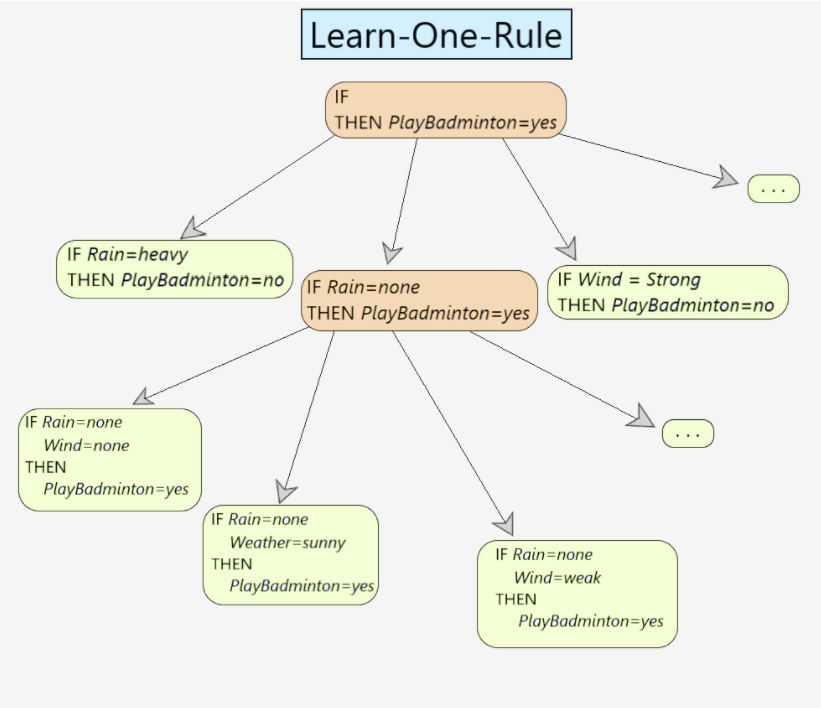 Learn-One-Rule
IF
THEN PlayBadminton=yes
...
IF Rain=heavy
THEN PlayBadminton=no
IF Rain=none
THEN PlayBadminton=yes
IF Wind = Strong
THEN PlayBadminton=no
IF Rain=none
Wind=none
THEN
PlayBadminton=yes
...
IF Rain=none
Weather=sunny
THEN
PlayBadminton=yes
IF Rain=none
Wind=weak
THEN
PlayBadminton=yes